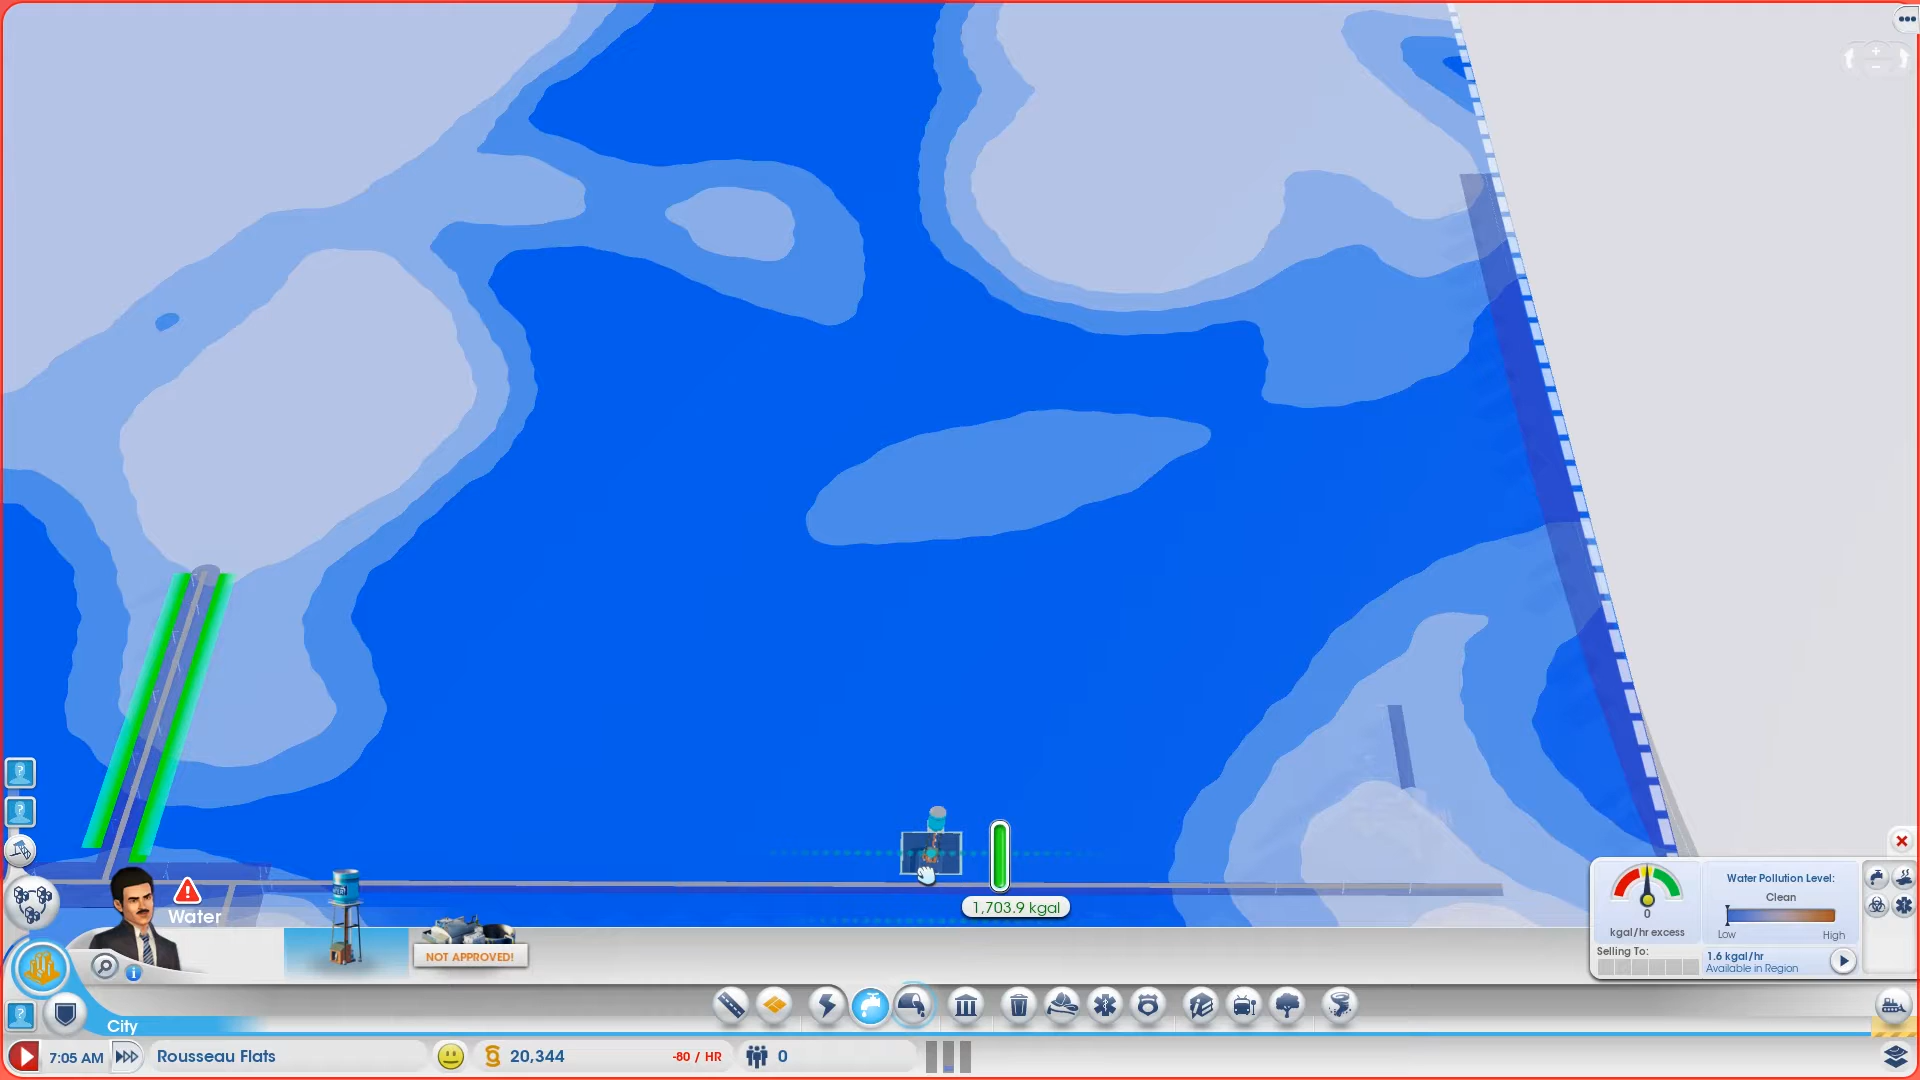 1,703.9 kgal
Water
NOT APPROVED!
0
kgal/hr excess
Water Pollution Level:
Clean
Low
High
Selling To:
1.6 kgal/hr
Available in Region
City
7:05 AM
Rousseau Flats
20,344
-80 / HR
0